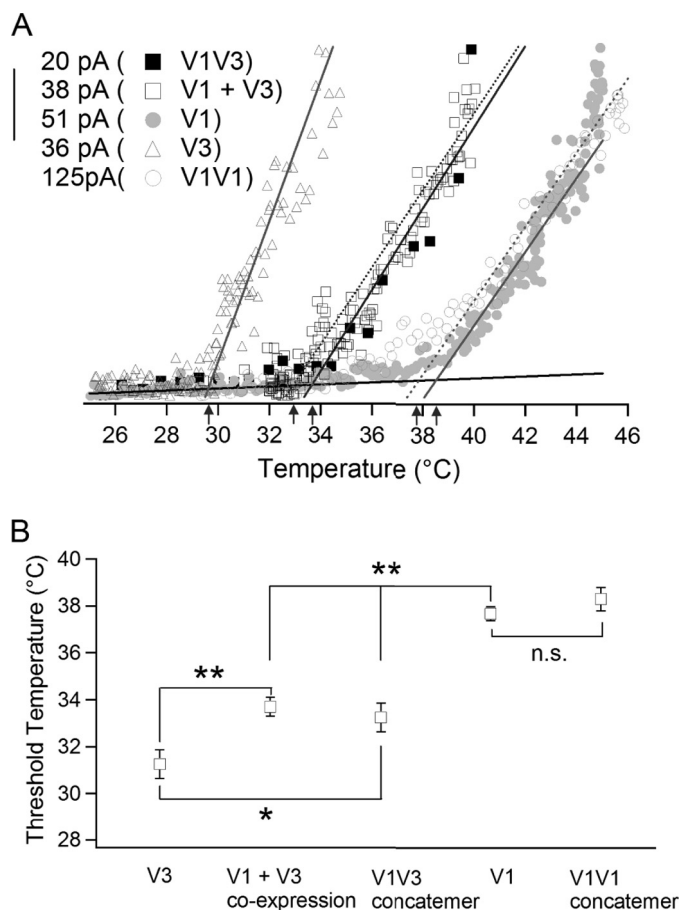 A
20 pA ( ■ V1V3)
38 pA ( □ V1 + V3)
51 pA ( ● V1)
36 pA ( △ V3)
125pA( ○ V1V1)
26 28 30 32 34 36 38 40 42 44 46
Temperature (°C)
B
Threshold Temperature (°C)
40
38
36
34
32
30
28
**
**
*
n.s.
V3
V1 + V3 co-expression
V1V3 concatemer
V1
V1V1 concatemer